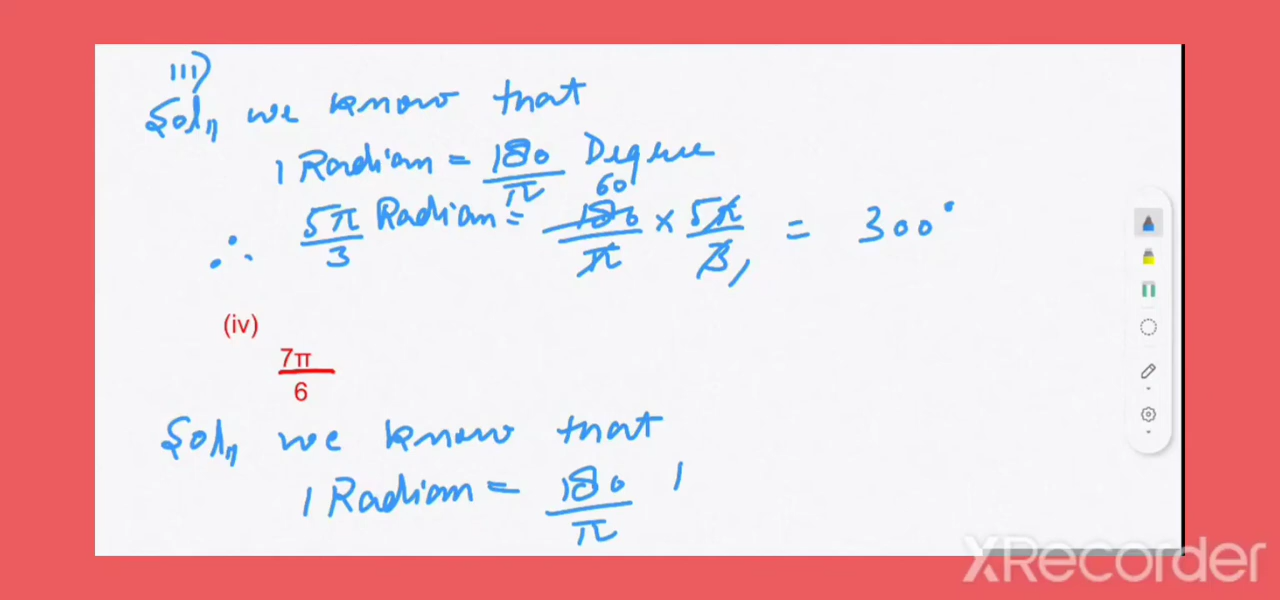 III)
Soln we know that
1 Radian = 180/π Degree
∴ 5π/3 Radian = 180/π × 5π/3 = 300°
60
1
(iv)
7π
6
Soln we know that
1 Radian = 180/π
XRecorder